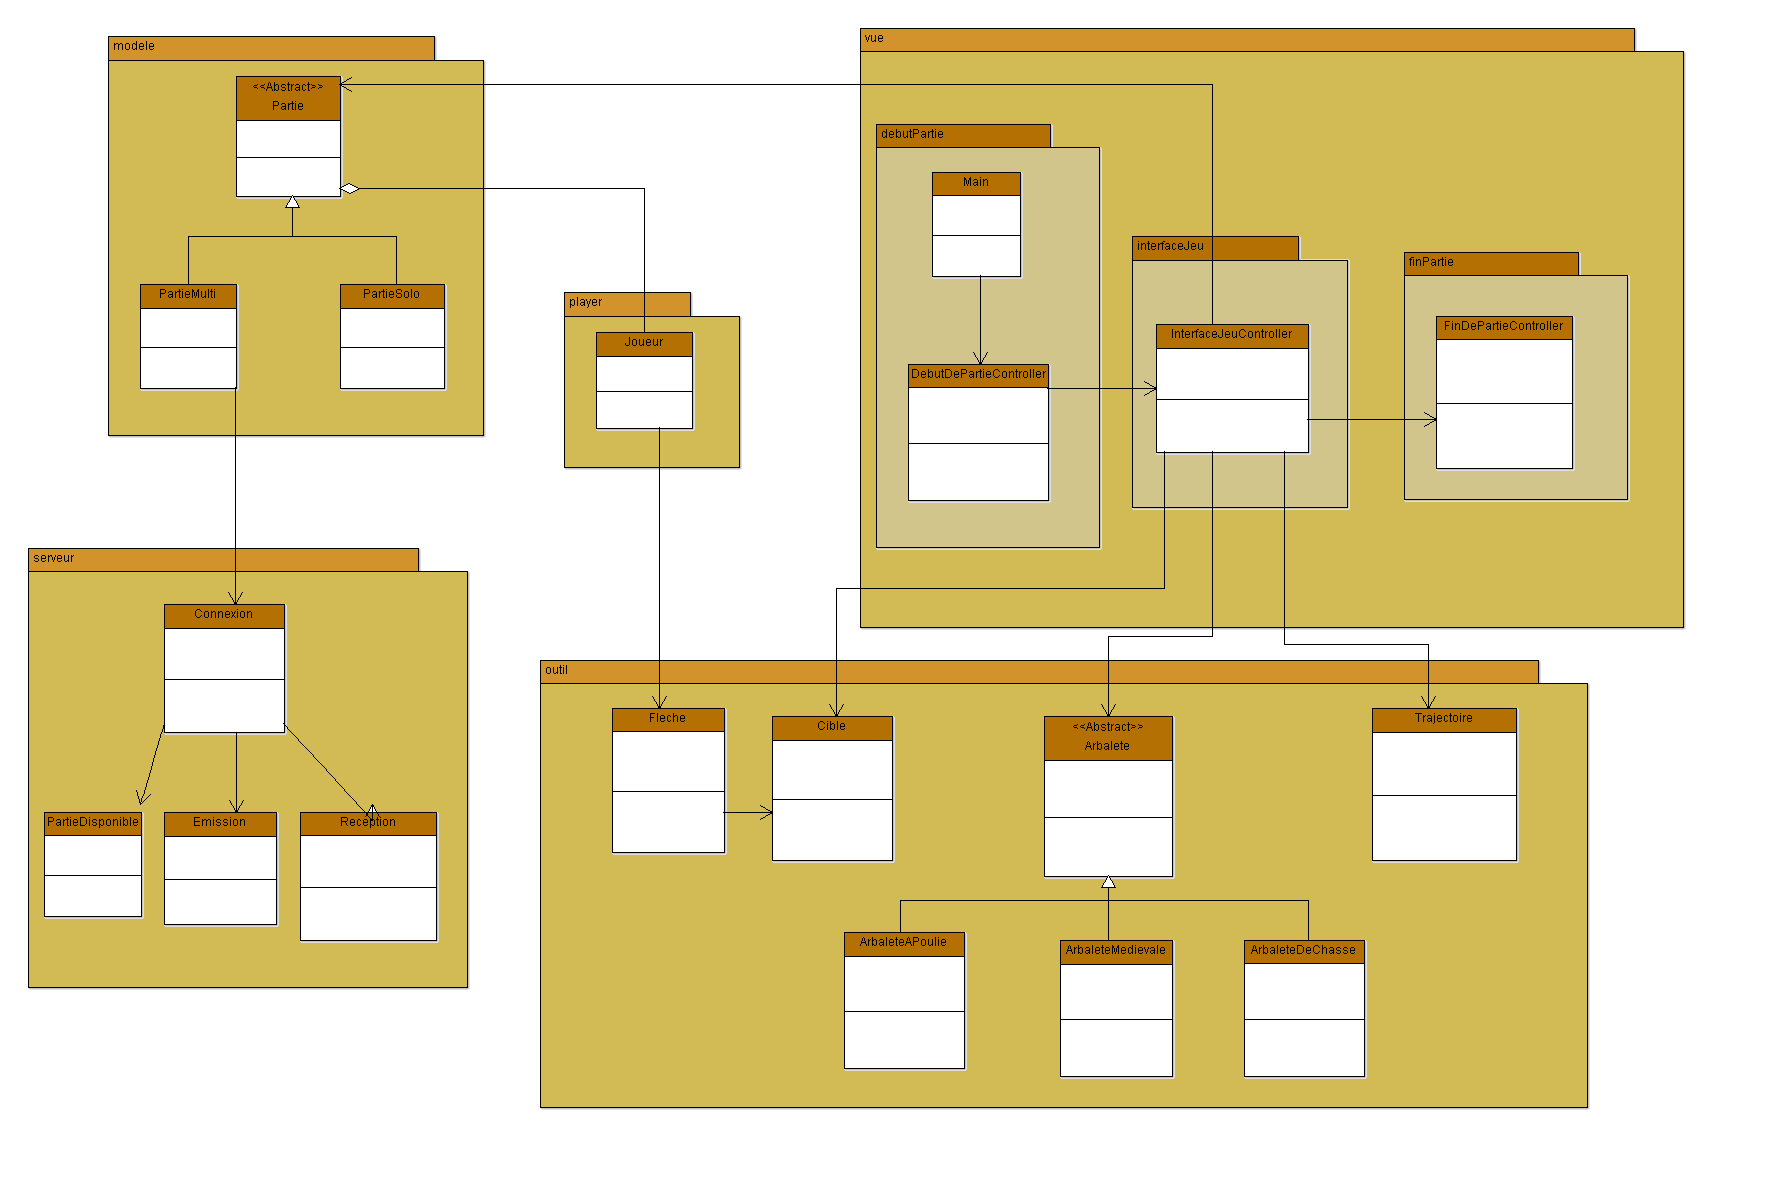 modele
<<Abstract>>
Partie
PartieMulti
PartieSolo
player
Joueur
vue
debutPartie
Main
DebutDePartieController
interfaceJeu
InterfaceJeuController
finPartie
FinDePartieController
serveur
Connexion
PartieDisponible
Emission
Reception
outil
Fleche
Cible
<<Abstract>>
Arbalete
Trajectoire
ArbaleteAPoulie
ArbaleteMedievale
ArbaleteDeChasse